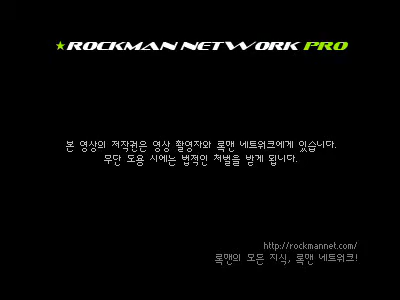 ★ROCKMAN NETWORK PRO
본 영상의 저작권은 영상 촬영자와 록맨 네트워크에게 있습니다.
무단 도용 시에는 법적인 처벌을 받게 됩니다.
http://rockmannet.com/
록맨의 모든 지식, 록맨 네트워크!